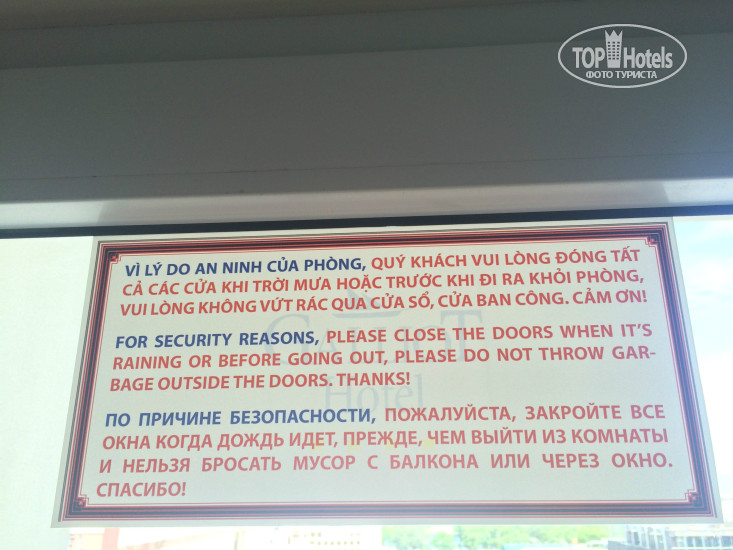 TOP Hotels
ФОТО ТУРИСТА
VÌ LÝ DO AN NINH CỦA PHÒNG, QUÝ KHÁCH VUI LÒNG ĐÓNG TẤT
CẢ CÁC CỬA KHI TRỜI MƯA HOẶC TRƯỚC KHI ĐI RA KHỎI PHÒNG,
VUI LÒNG KHÔNG VỨT RÁC QUA CỬA SỔ, CỬA BAN CÔNG. CẢM ƠN!
FOR SECURITY REASONS, PLEASE CLOSE THE DOORS WHEN IT'S
RAINING OR BEFORE GOING OUT, PLEASE DO NOT THROW GAR-
BAGE OUTSIDE THE DOORS. THANKS!
GALLIOT
Hotel
ПО ПРИЧИНЕ БЕЗОПАСНОСТИ, ПОЖАЛУЙСТА, ЗАКРОЙТЕ ВСЕ
ОКНА КОГДА ДОЖДЬ ИДЕТ, ПРЕЖДЕ, ЧЕМ ВЫЙТИ ИЗ КОМНАТЫ
И НЕЛЬЗЯ БРОСАТЬ МУСОР С БАЛКОНА ИЛИ ЧЕРЕЗ ОКНО.
СПАСИБО!